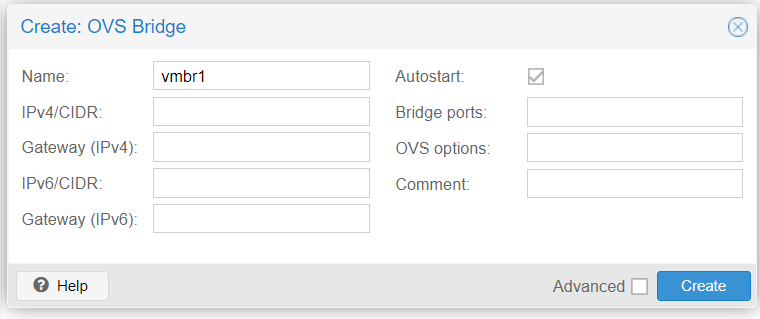 Create: OVS Bridge
Name: vmbr1 Autostart:
IPv4/CIDR: Bridge ports:
Gateway (IPv4): OVS options:
IPv6/CIDR: Comment:
Gateway (IPv6):
Help Advanced Create